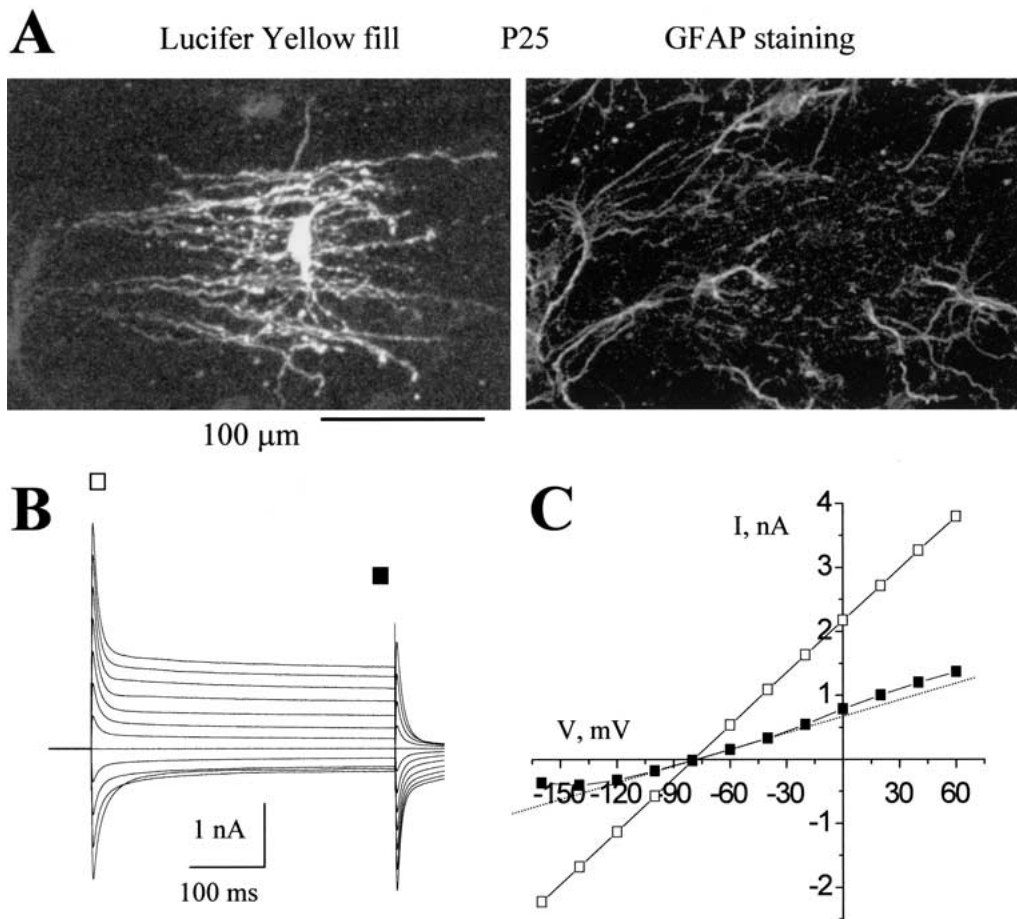 A Lucifer Yellow fill P25 GFAP staining
100 μm
B
1 nA
100 ms
C
I, nA
V, mV
4
3
2
1
-150 -120 -90 -60 -30 30 60
-1
-2